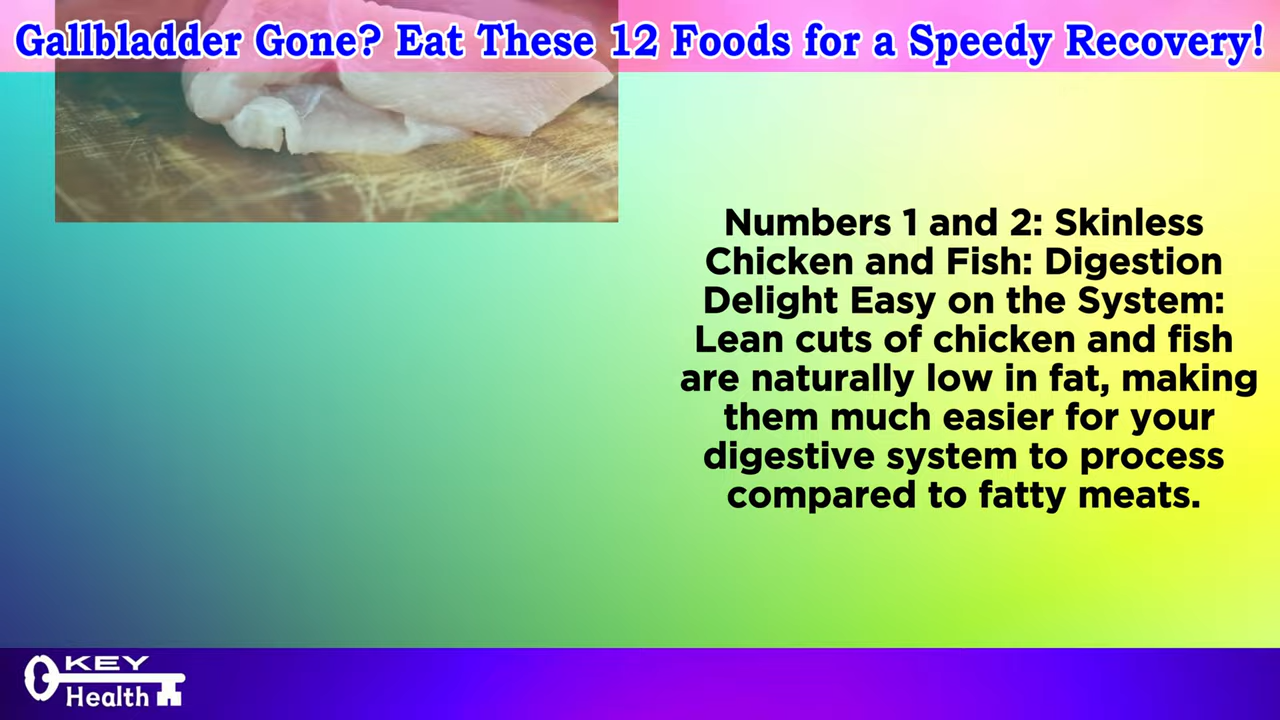 Gallbladder Gone? Eat These 12 Foods for a Speedy Recovery!
Numbers 1 and 2: Skinless
Chicken and Fish: Digestion
Delight Easy on the System:
Lean cuts of chicken and fish
are naturally low in fat, making
them much easier for your
digestive system to process
compared to fatty meats.
KEY
Health